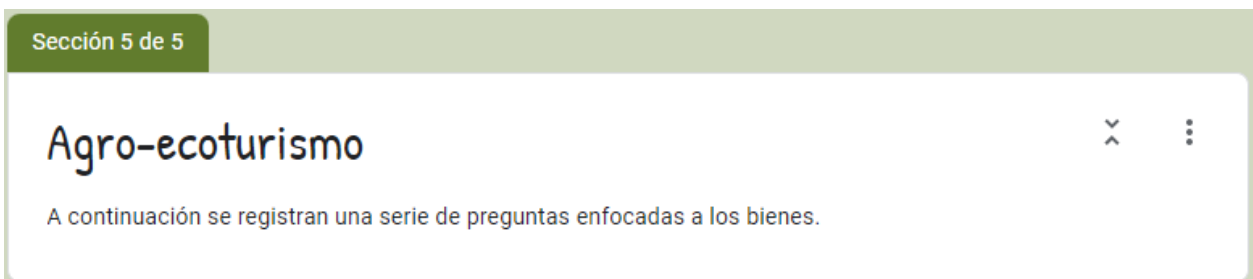 Sección 5 de 5
Agro-ecoturismo
A continuación se registran una serie de preguntas enfocadas a los bienes.